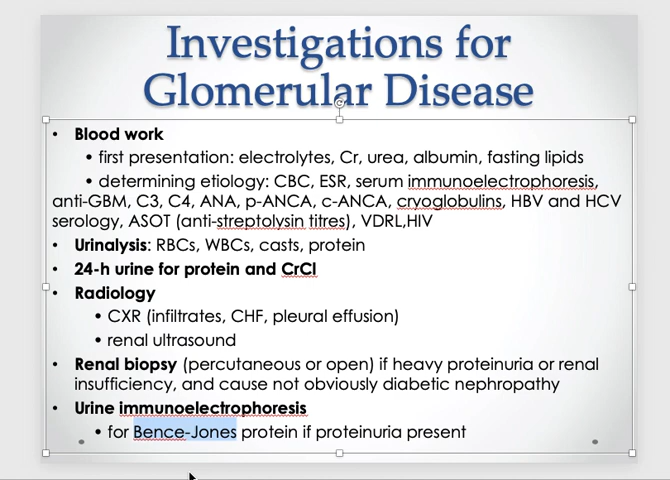 Investigations for
Glomerular Disease
• Blood work
• first presentation: electrolytes, Cr, urea, albumin, fasting lipids
• determining etiology: CBC, ESR, serum immunoelectrophoresis,
anti-GBM, C3, C4, ANA, p-ANCA, c-ANCA, cryoglobulins, HBV and HCV
serology, ASOT (anti-streptolysin titres), VDRL,HIV
• Urinalysis: RBCs, WBCs, casts, protein
• 24-h urine for protein and CrCl
• Radiology
• CXR (infiltrates, CHF, pleural effusion)
• renal ultrasound
• Renal biopsy (percutaneous or open) if heavy proteinuria or renal
insufficiency, and cause not obviously diabetic nephropathy
• Urine immunoelectrophoresis
• for Bence-Jones protein if proteinuria present